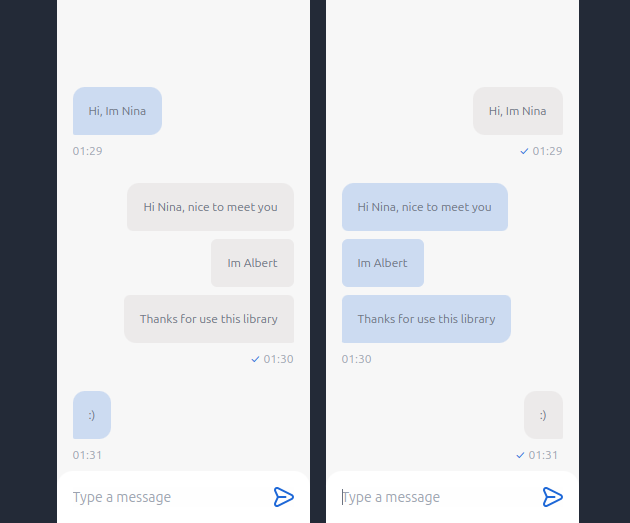 Hi, Im Nina
01:29
Hi Nina, nice to meet you
Im Albert
Thanks for use this library
01:30
:)
01:31
Type a message
Hi, Im Nina
01:29
Hi Nina, nice to meet you
Im Albert
Thanks for use this library
01:30
:)
01:31
Type a message